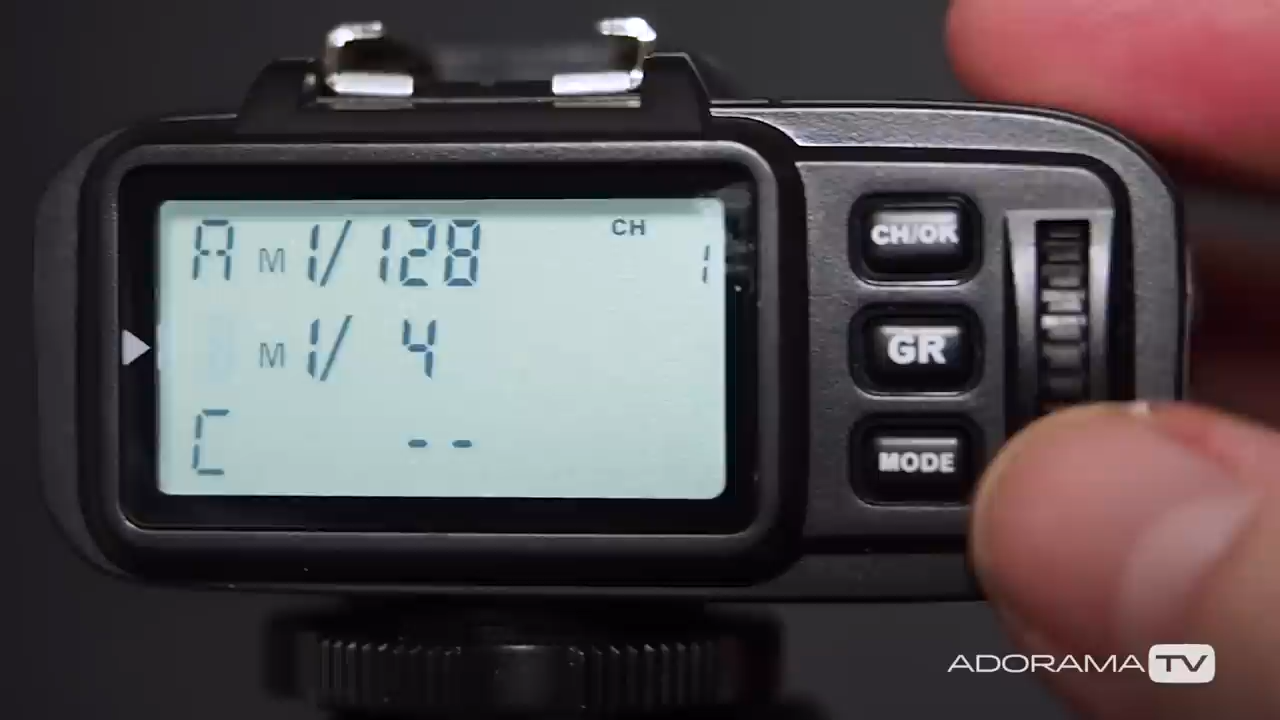 A M 1/128 CH
1
M 1/ 4
C --
CH/OK
GR
MODE
ADORAMA TV